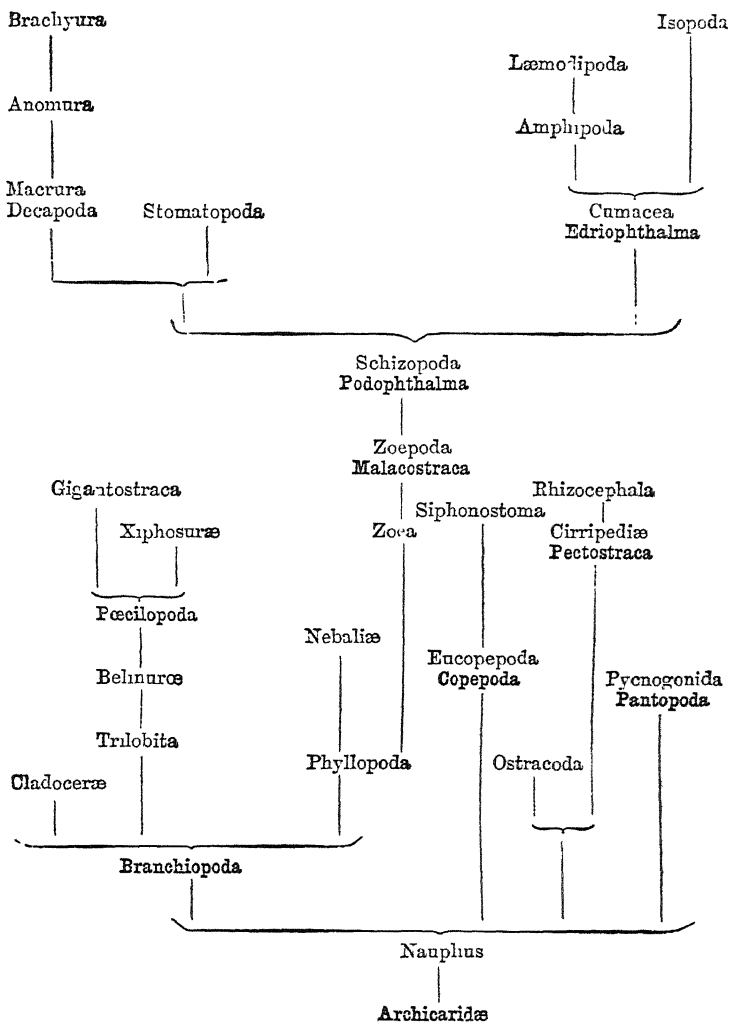 Brachyura
Isopoda
Læmodipoda
Anomura
Amphipoda
Macrura
Decapoda
Stomatopoda
Cumacea
Edriophthalma
Schizopoda
Podophthalma
Zoepoda
Malacostraca
Gigantostraca
Rhizocephala
Siphonostoma
Xiphosuræ
Zoea
Cirripediæ
Pectostraca
Pœcilopoda
Nebaliæ
Eucopepoda
Copepoda
Belinuræ
Pycnogonida
Pantopoda
Trilobita
Phyllopoda
Ostracoda
Cladoceræ
Branchiopoda
Nauplius
Archicaridæ